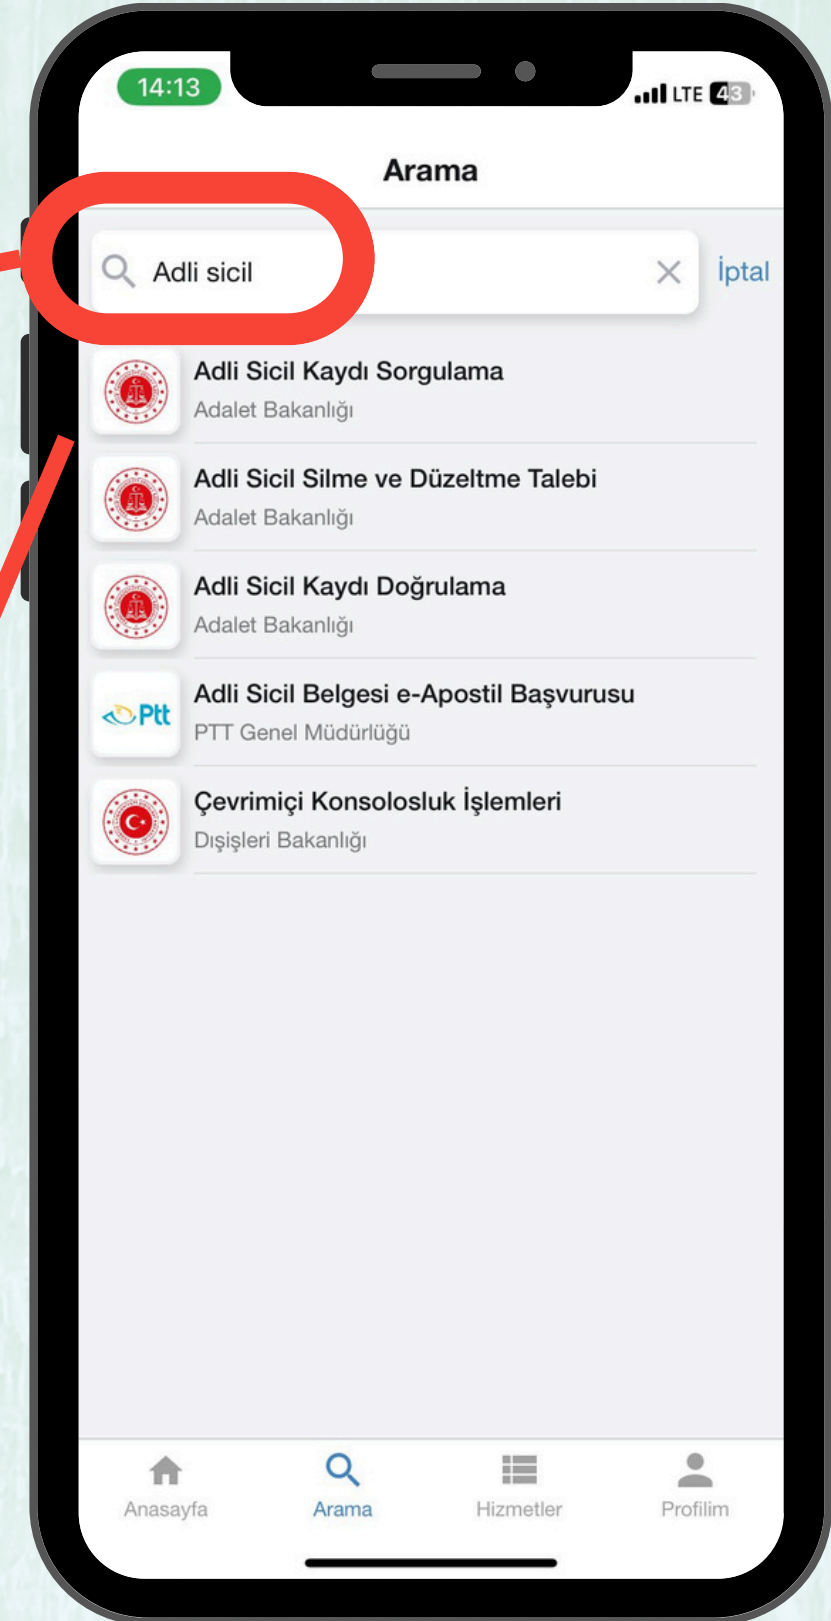 14:13
LTE 43
Arama
Adli sicil
İptal
Adli Sicil Kaydı Sorgulama
Adalet Bakanlığı
Adli Sicil Silme ve Düzeltme Talebi
Adalet Bakanlığı
Adli Sicil Kaydı Doğrulama
Adalet Bakanlığı
Ptt
Adli Sicil Belgesi e-Apostil Başvurusu
PTT Genel Müdürlüğü
Çevrimiçi Konsolosluk İşlemleri
Dışişleri Bakanlığı
Anasayfa
Arama
Hizmetler
Profilim